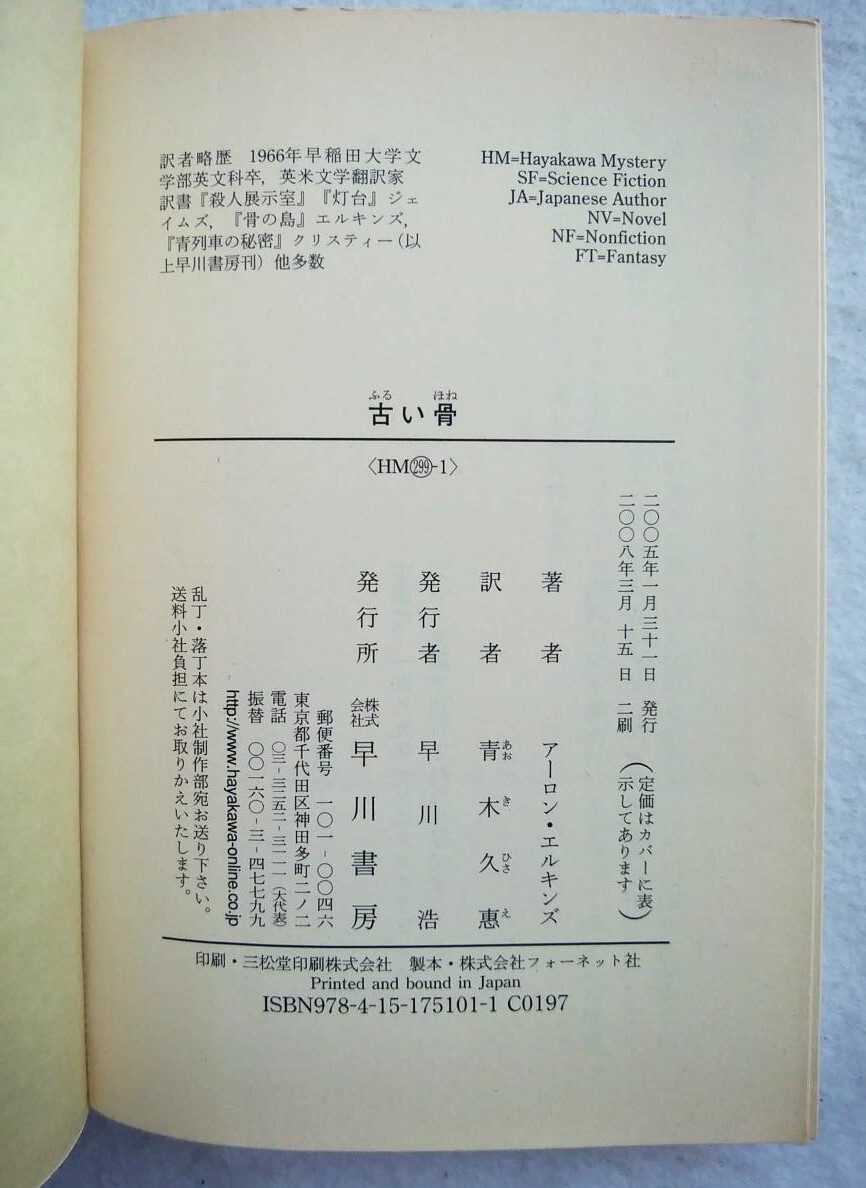 訳者略歴 1966年早稲田大学文
学部英文科卒,英米文学翻訳家
訳書『殺人展示室』『灯台』ジェ
イムズ,『骨の島』エルキンズ,
『青列車の秘密』クリスティー(以
上早川書房刊)他多数
HM=Hayakawa Mystery
SF=Science Fiction
JA=Japanese Author
NV=Novel
NF=Nonfiction
FT=Fantasy
ふる ほね
古い骨
〈HM㉙-1〉
二〇〇五年一月三十一日 発行
二〇〇八年三月 十五 日 二刷
(定価はカバーに表
示してあります)
著者 アーロン・エルキンズ
訳者 青木久惠
あお き ひさ え
発行者 早川 浩
発行所 株式会社 早川書房
郵便番号 一〇一-〇〇四六
東京都千代田区神田多町二ノ二
電話 〇三-三二五二-三一一一(大代表)
振替 〇〇一六〇-三-四七七九九
http://www.hayakawa-online.co.jp
乱丁・落丁本は小社制作部宛お送り下さい。
送料小社負担にてお取りかえいたします。
印刷・三松堂印刷株式会社 製本・株式会社フォーネット社
Printed and bound in Japan
ISBN978-4-15-175101-1 C0197